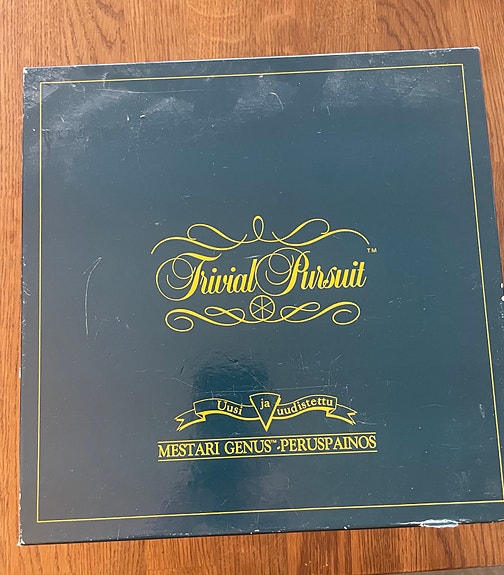 Trivial Pursuit™
Uusi ja uudistettu
MESTARI GENUS™-PERUSPAINOS